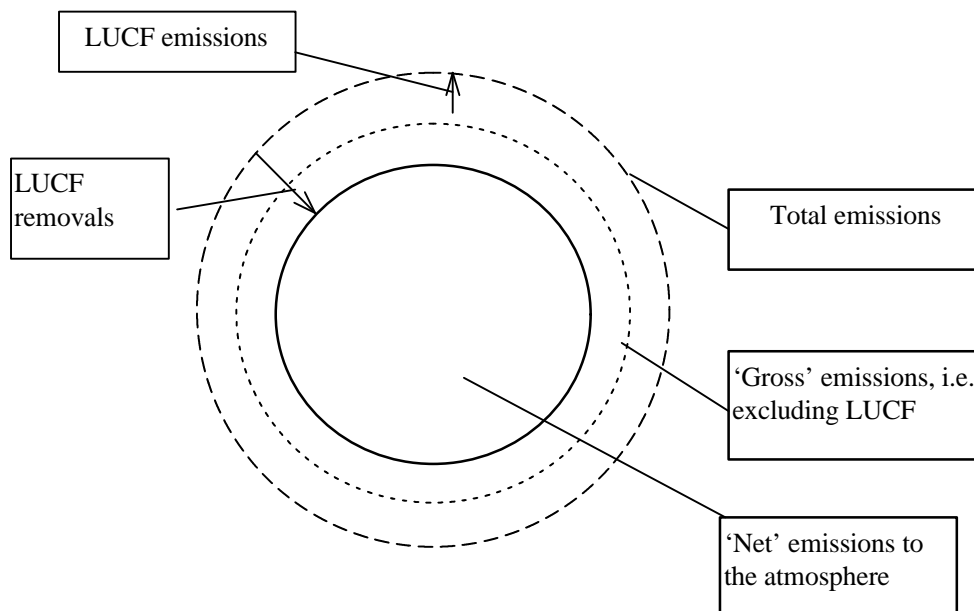 LUCF emissions
LUCF
removals
Total emissions
‘Gross’ emissions, i.e.
excluding LUCF
‘Net’ emissions to
the atmosphere